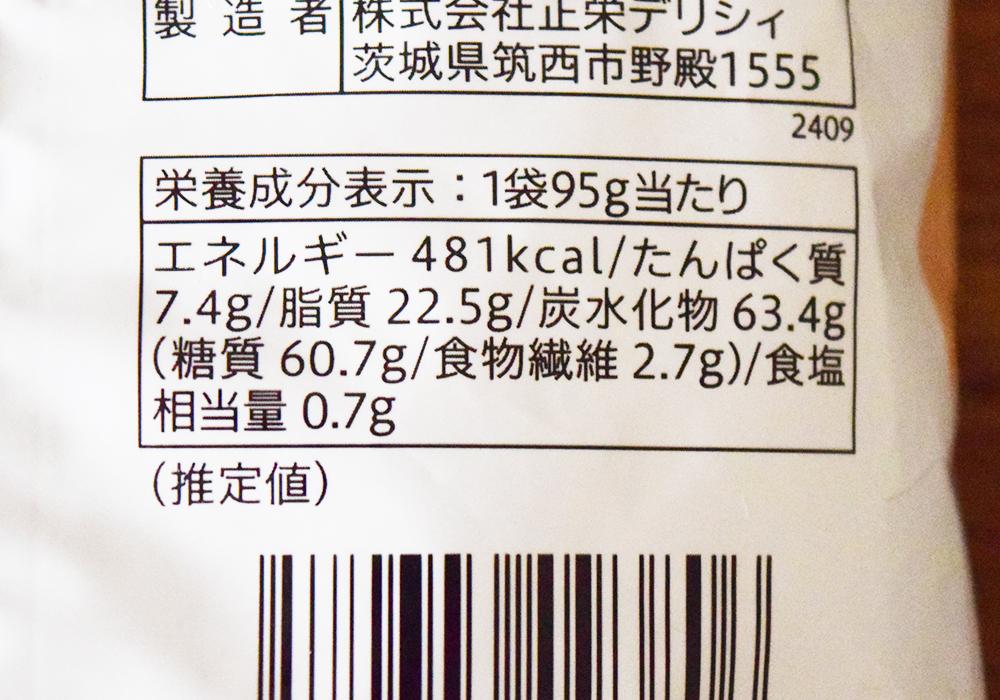 製造者 株式会社正栄デリシィ
茨城県筑西市野殿1555
2409
栄養成分表示：1袋95g当たり
エネルギー 481kcal/たんぱく質
7.4g/脂質 22.5g/炭水化物 63.4g
(糖質 60.7g/食物繊維 2.7g)/食塩
相当量 0.7g
(推定値)